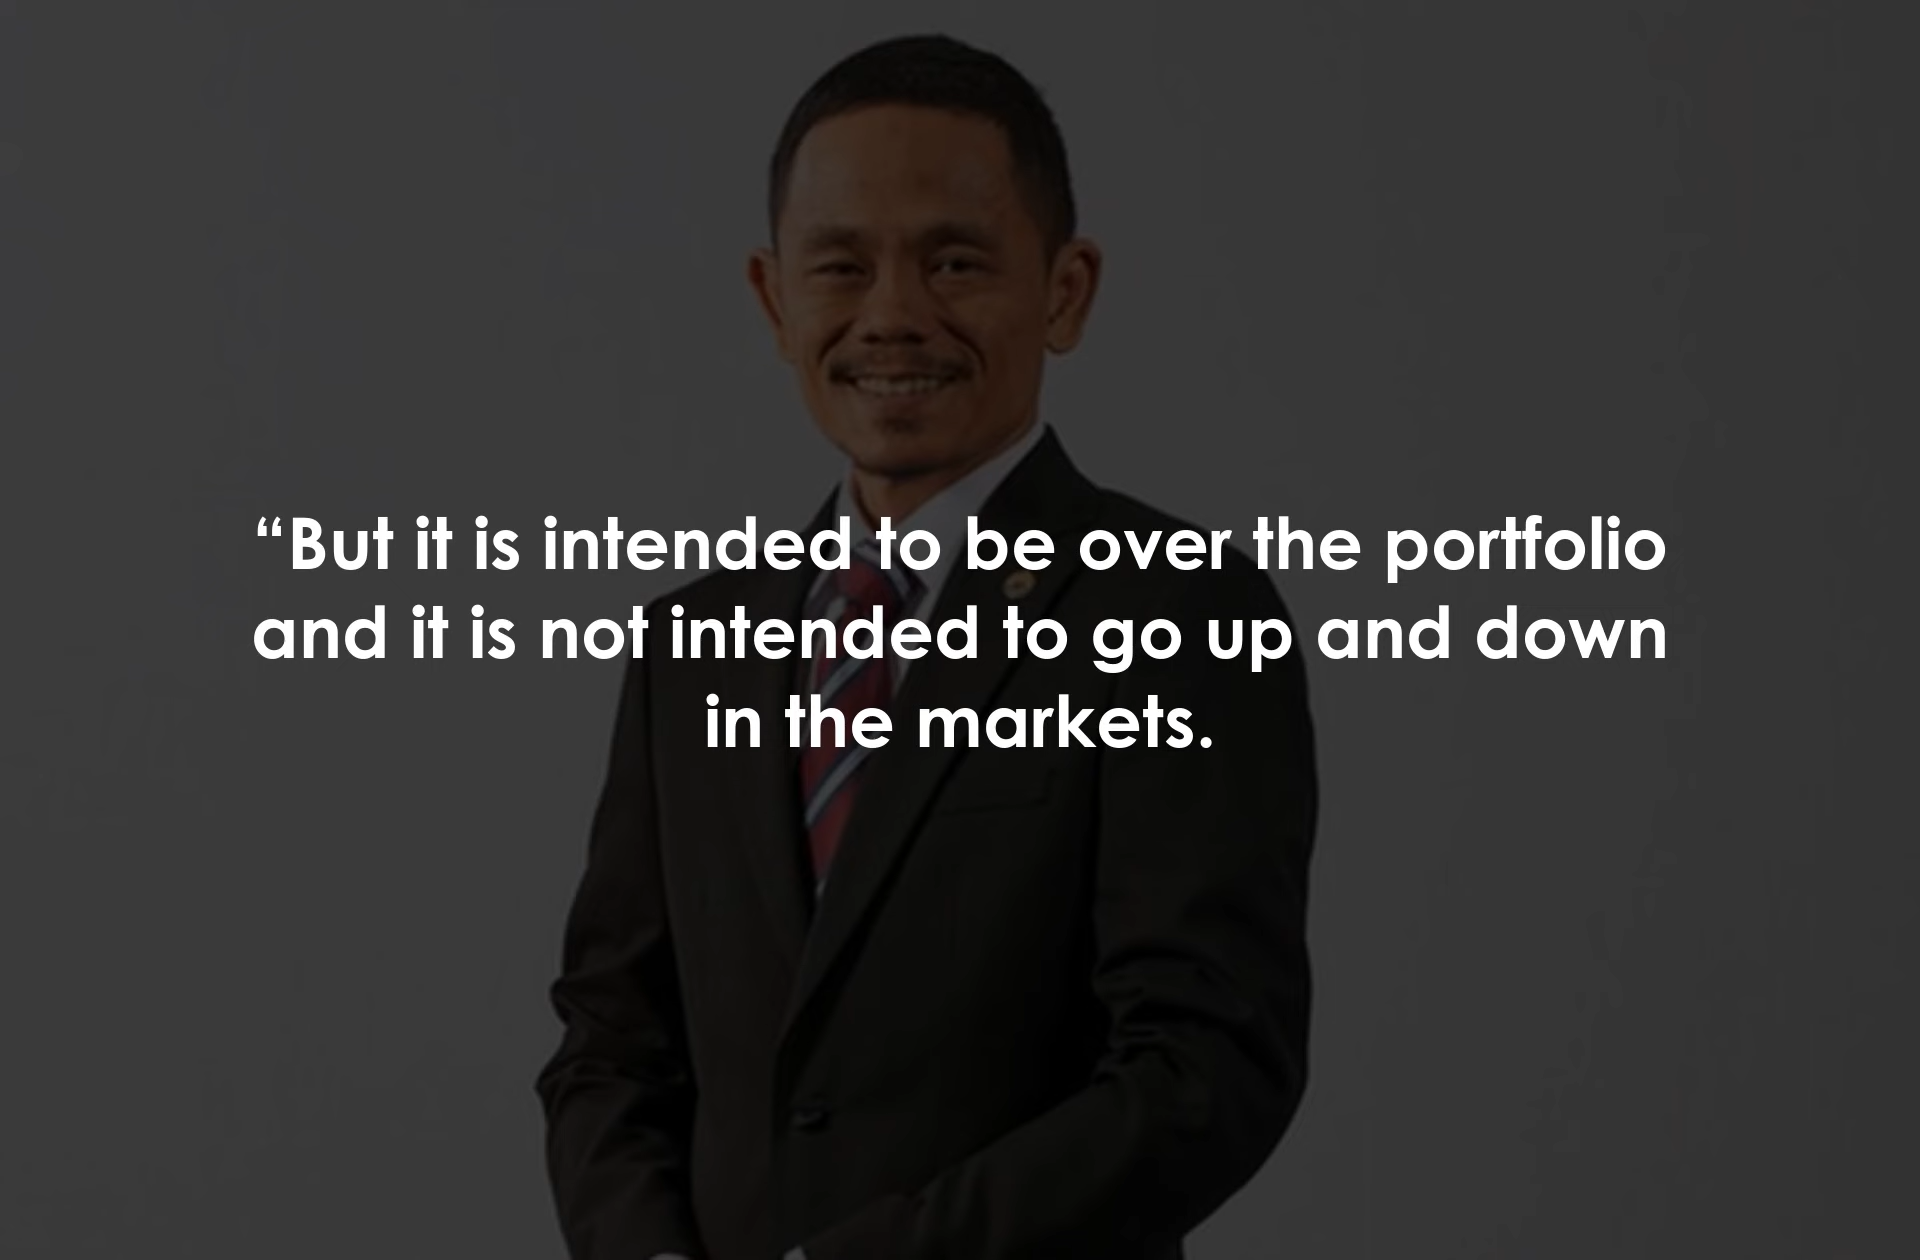 “But it is intended to be over the portfolio
and it is not intended to go up and down
in the markets.